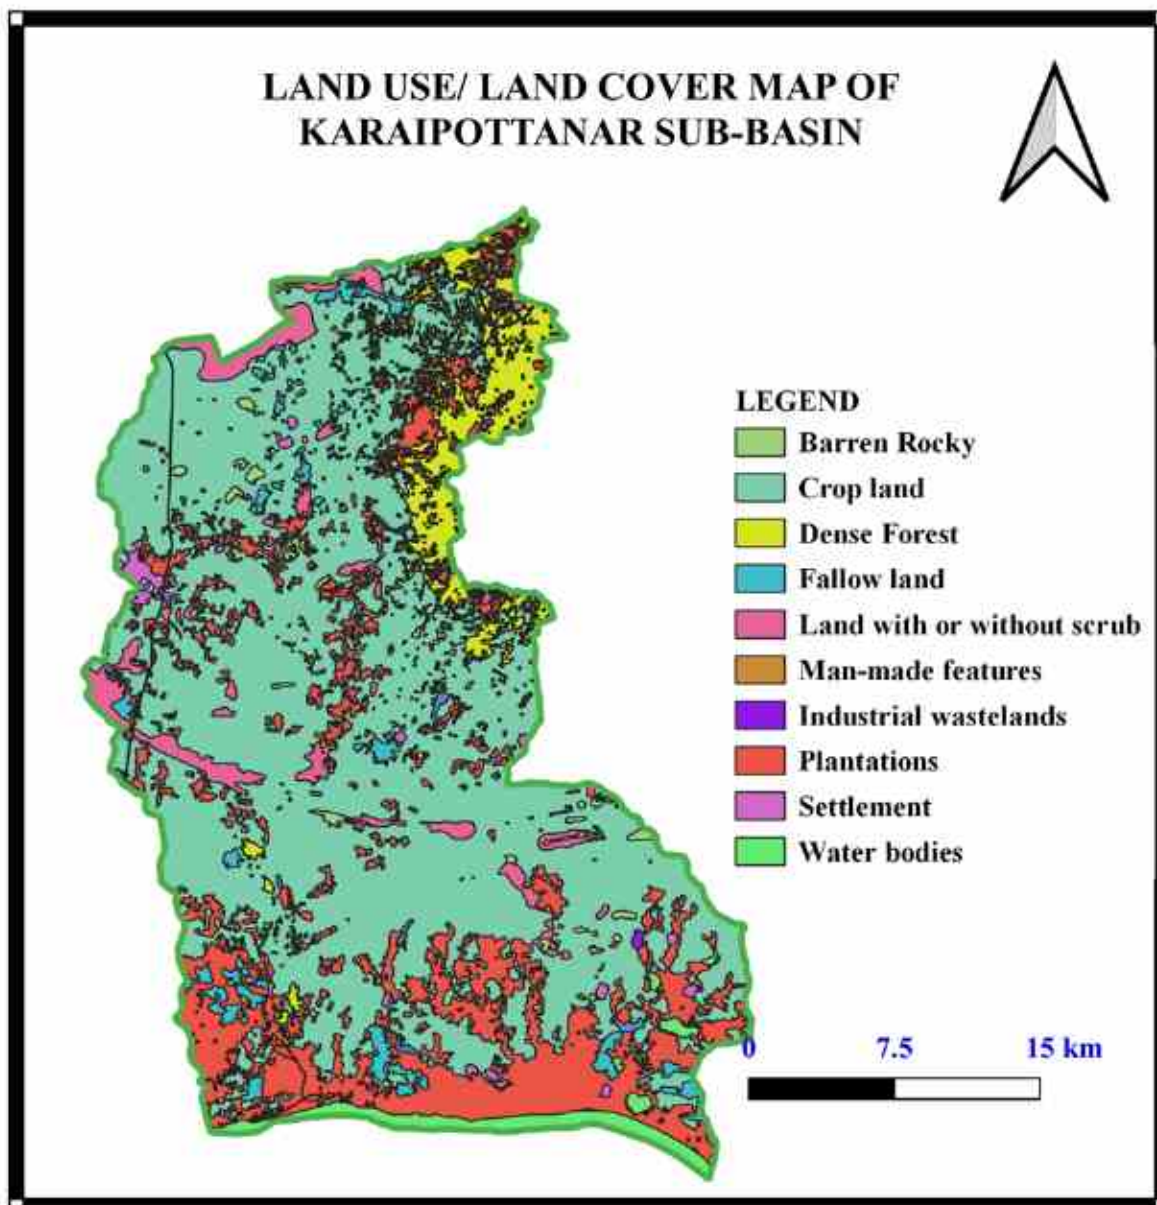 LAND USE/ LAND COVER MAP OF
KARAIPOTTANAR SUB-BASIN
LEGEND
Barren Rocky
Crop land
Dense Forest
Fallow land
Land with or without scrub
Man-made features
Industrial wastelands
Plantations
Settlement
Water bodies
0 7.5 15 km